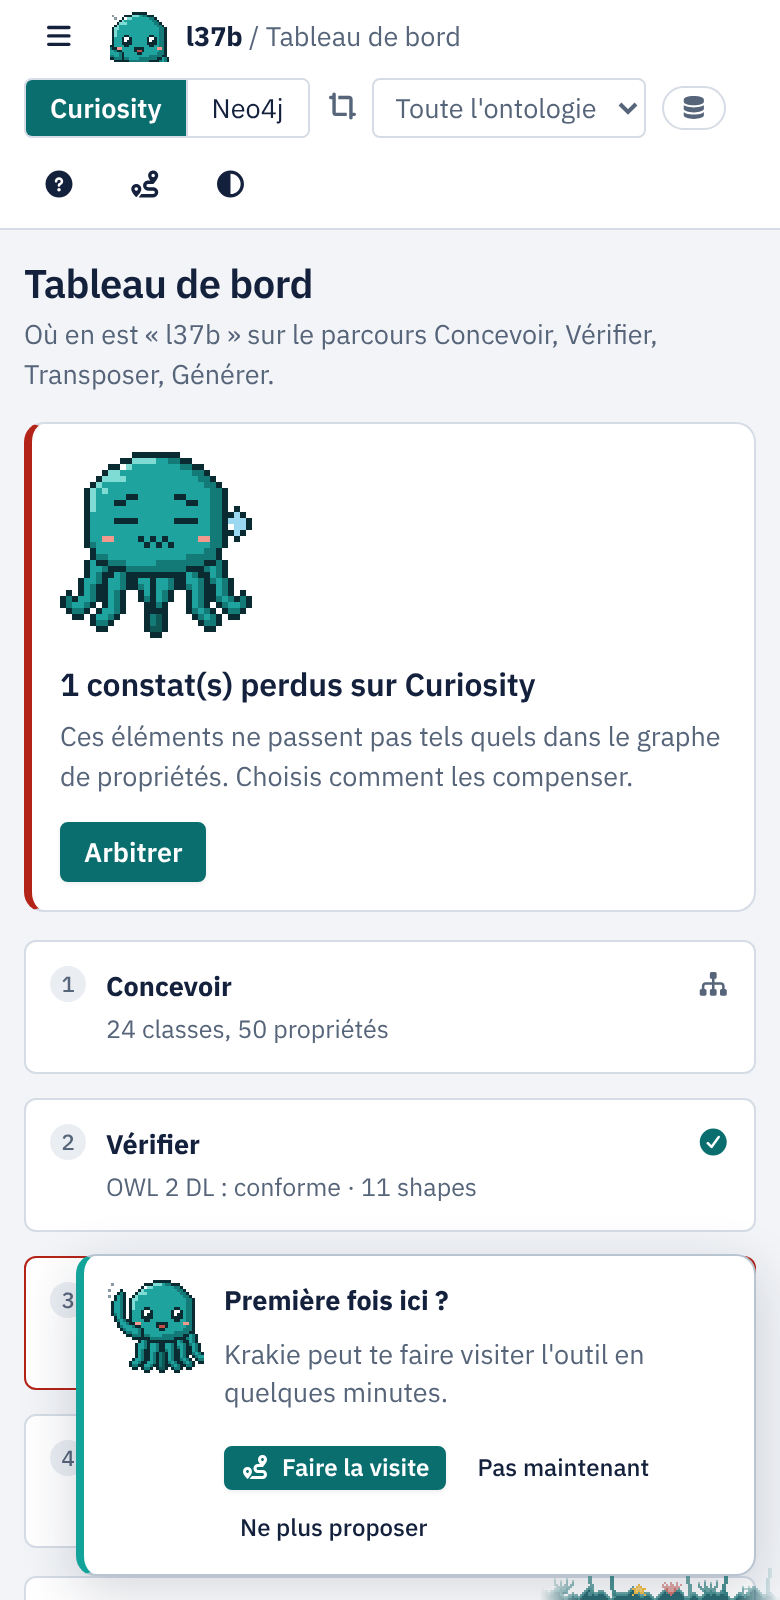 l37b / Tableau de bord
Curiosity Neo4j Toute l'ontologie
Tableau de bord
Où en est « l37b » sur le parcours Concevoir, Vérifier,
Transposer, Générer.
1 constat(s) perdus sur Curiosity
Ces éléments ne passent pas tels quels dans le graphe
de propriétés. Choisis comment les compenser.
Arbitrer
1 Concevoir
24 classes, 50 propriétés
2 Vérifier
OWL 2 DL : conforme · 11 shapes
3
Première fois ici ?
Krakie peut te faire visiter l'outil en
quelques minutes.
4
Faire la visite Pas maintenant
Ne plus proposer